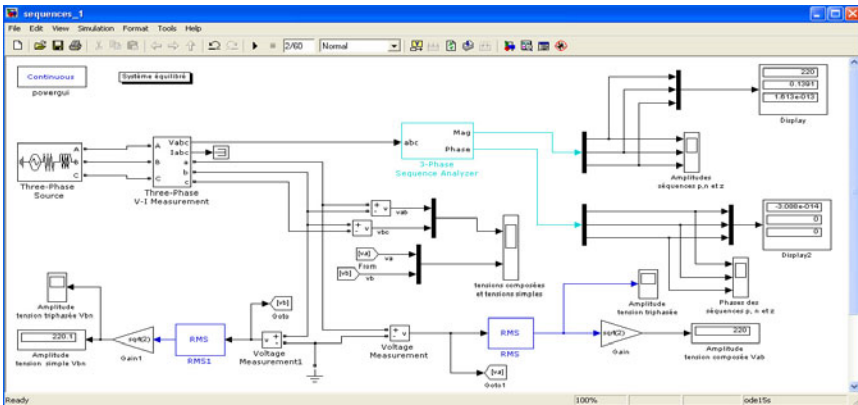 sequences_1
File Edit View Simulation Format Tools Help
2/60 Normal
Continuous
powergui
Système équilibré
220
0.1391
1.613e-013
Display
A
B
C
Three-Phase
Source
A
B
C
Vabc
Iabc
a
b
c
Three-Phase
V-I Measurement
abc
Mag
Phase
3-Phase
Sequence Analyzer
Amplitudes
séquences p,n et z
-3.088e-014
0
0
Display2
Phases des
séquences p, n et z
+
- v
vab
+
- v
vbc
[va]
va
From
[vb]
vb
tensions composées
et tensions simples
Amplitude
tension triphasée Vbn
[vb]
Goto
220.1
Amplitude
tension simple Vbn
sqrt(2)
Gain1
RMS
RMS1
+ v
-
Voltage
Measurement1
+
- v
Voltage
Measurement
[va]
Goto1
RMS
RMS
Amplitude
tension triphasée
sqrt(2)
Gain
220
Amplitude
tension composée Vab
Ready 100% ode15s